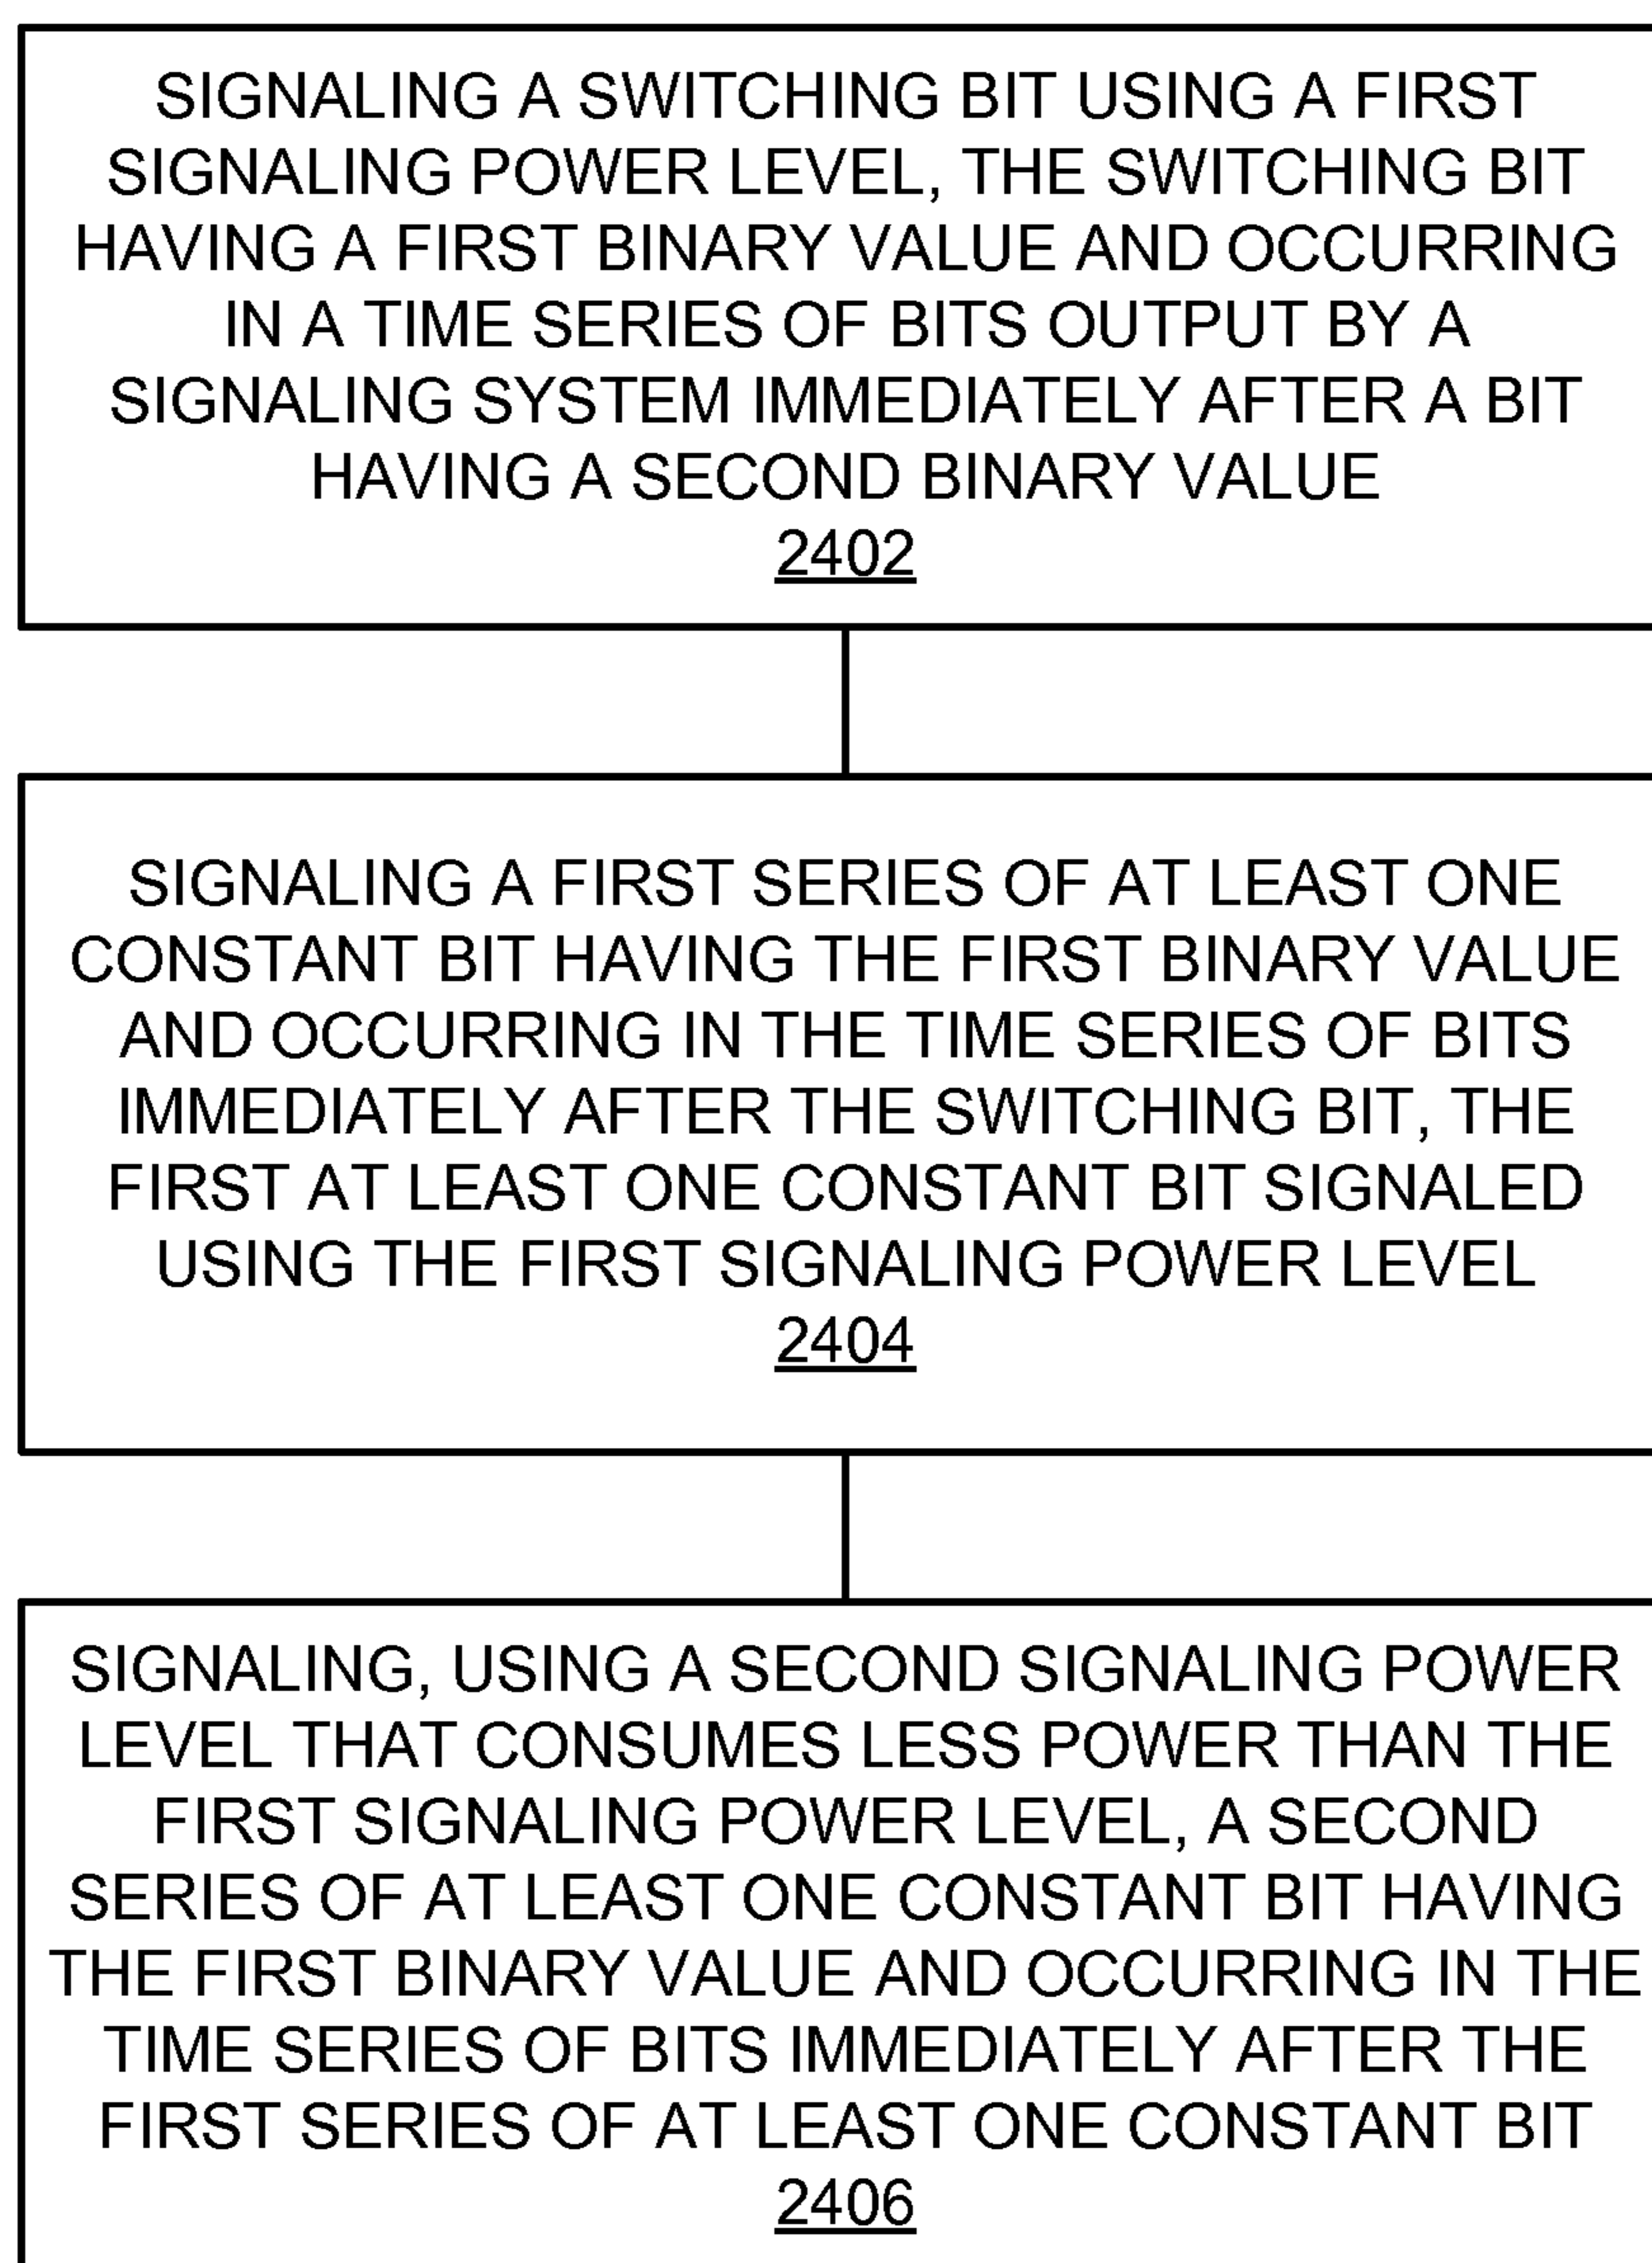 SIGNALING A SWITCHING BIT USING A FIRST
SIGNALING POWER LEVEL, THE SWITCHING BIT
HAVING A FIRST BINARY VALUE AND OCCURRING
IN A TIME SERIES OF BITS OUTPUT BY A
SIGNALING SYSTEM IMMEDIATELY AFTER A BIT
HAVING A SECOND BINARY VALUE
2402
SIGNALING A FIRST SERIES OF AT LEAST ONE
CONSTANT BIT HAVING THE FIRST BINARY VALUE
AND OCCURRING IN THE TIME SERIES OF BITS
IMMEDIATELY AFTER THE SWITCHING BIT, THE
FIRST AT LEAST ONE CONSTANT BIT SIGNALED
USING THE FIRST SIGNALING POWER LEVEL
2404
SIGNALING, USING A SECOND SIGNALING POWER
LEVEL THAT CONSUMES LESS POWER THAN THE
FIRST SIGNALING POWER LEVEL, A SECOND
SERIES OF AT LEAST ONE CONSTANT BIT HAVING
THE FIRST BINARY VALUE AND OCCURRING IN THE
TIME SERIES OF BITS IMMEDIATELY AFTER THE
FIRST SERIES OF AT LEAST ONE CONSTANT BIT
2406